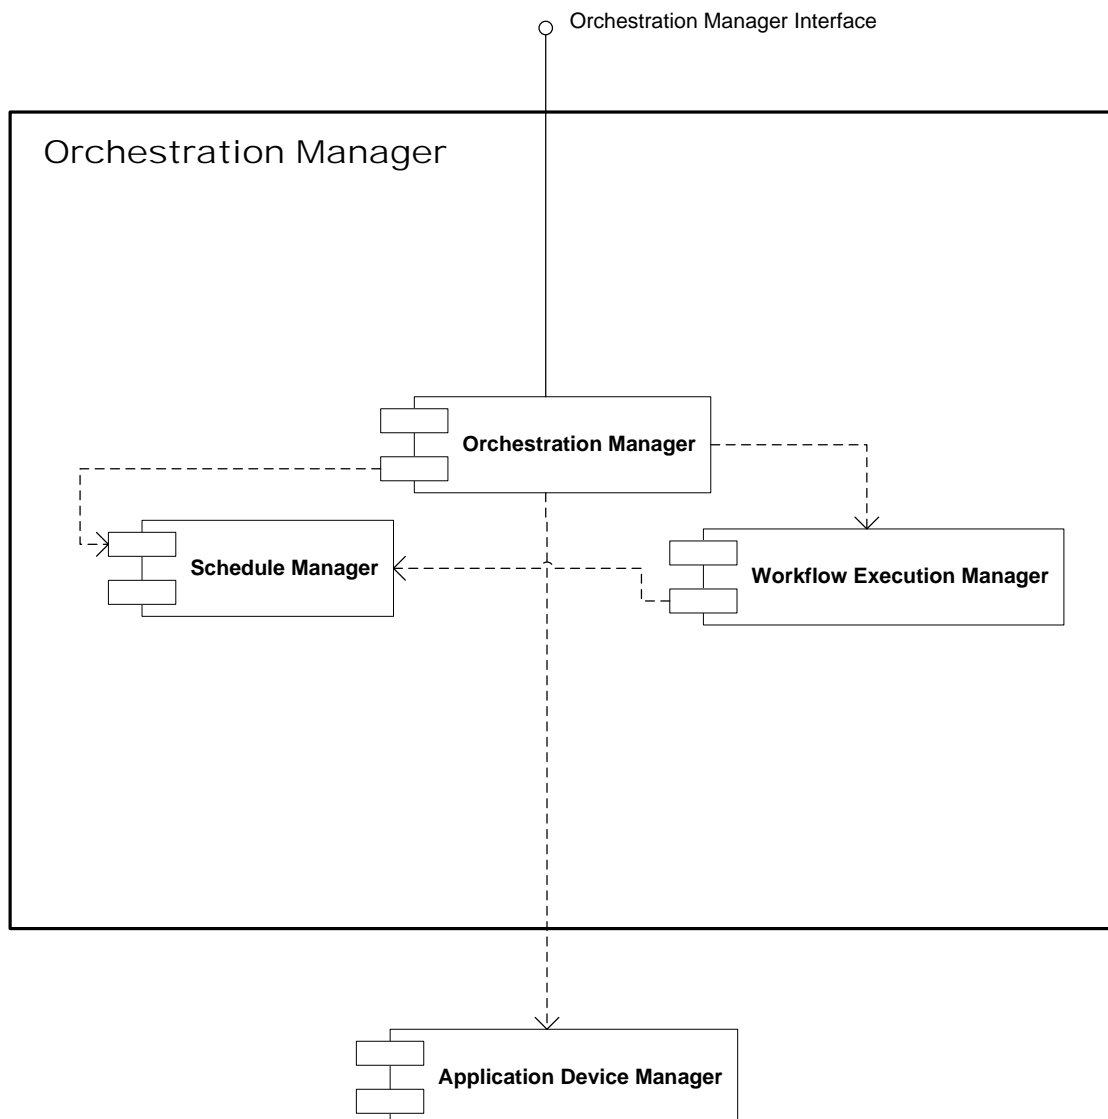 Orchestration Manager Interface
Orchestration Manager
Orchestration Manager
Schedule Manager
Workflow Execution Manager
Application Device Manager